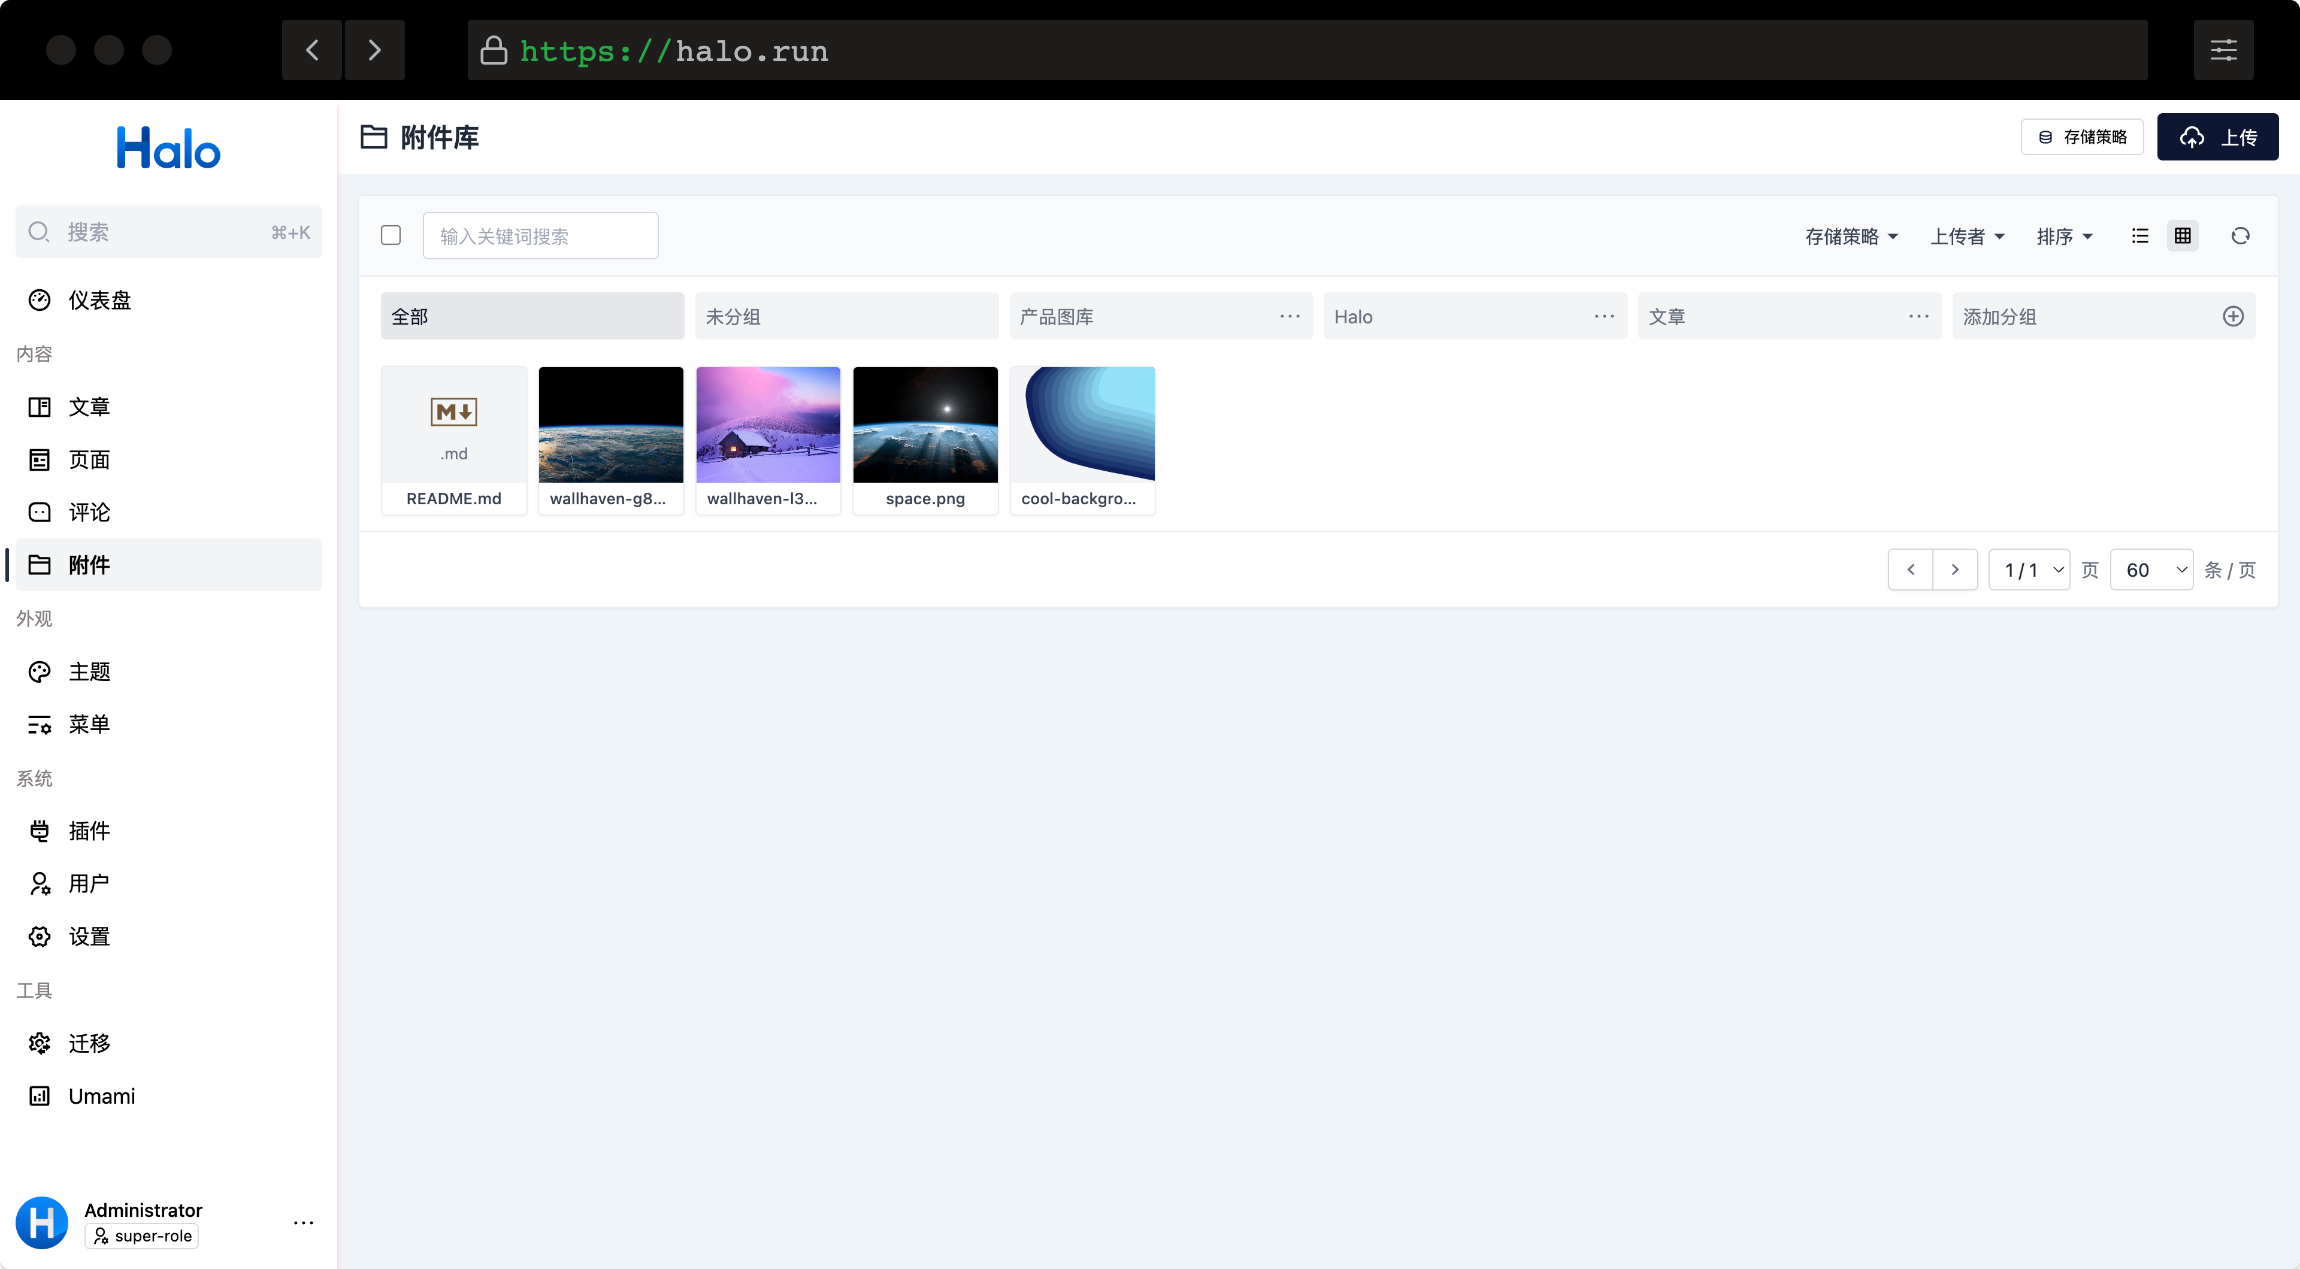 https://halo.run
Halo
搜索 ⌘+K
仪表盘
内容
文章
页面
评论
附件
外观
主题
菜单
系统
插件
用户
设置
工具
迁移
Umami
Administrator
super-role
附件库
存储策略
上传
输入关键词搜索
存储策略 上传者 排序
全部 未分组 产品图库 Halo 文章 添加分组
M
.md
README.md wallhaven-g8... wallhaven-l3... space.png cool-backgro...
1 / 1 页 60 条 / 页